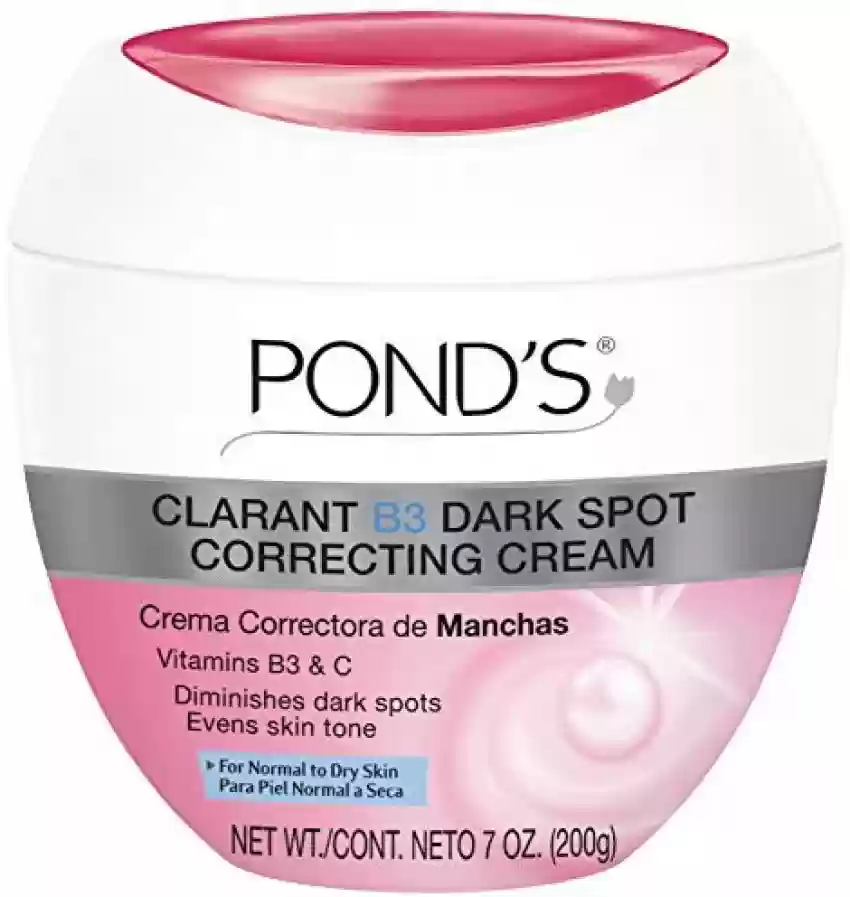 POND'S®
CLARANT B3 DARK SPOT
CORRECTING CREAM
Crema Correctora de Manchas
Vitamins B3 & C
Diminishes dark spots
Evens skin tone
▸ For Normal to Dry Skin
Para Piel Normal a Seca
NET WT./CONT. NETO 7 OZ. (200g)